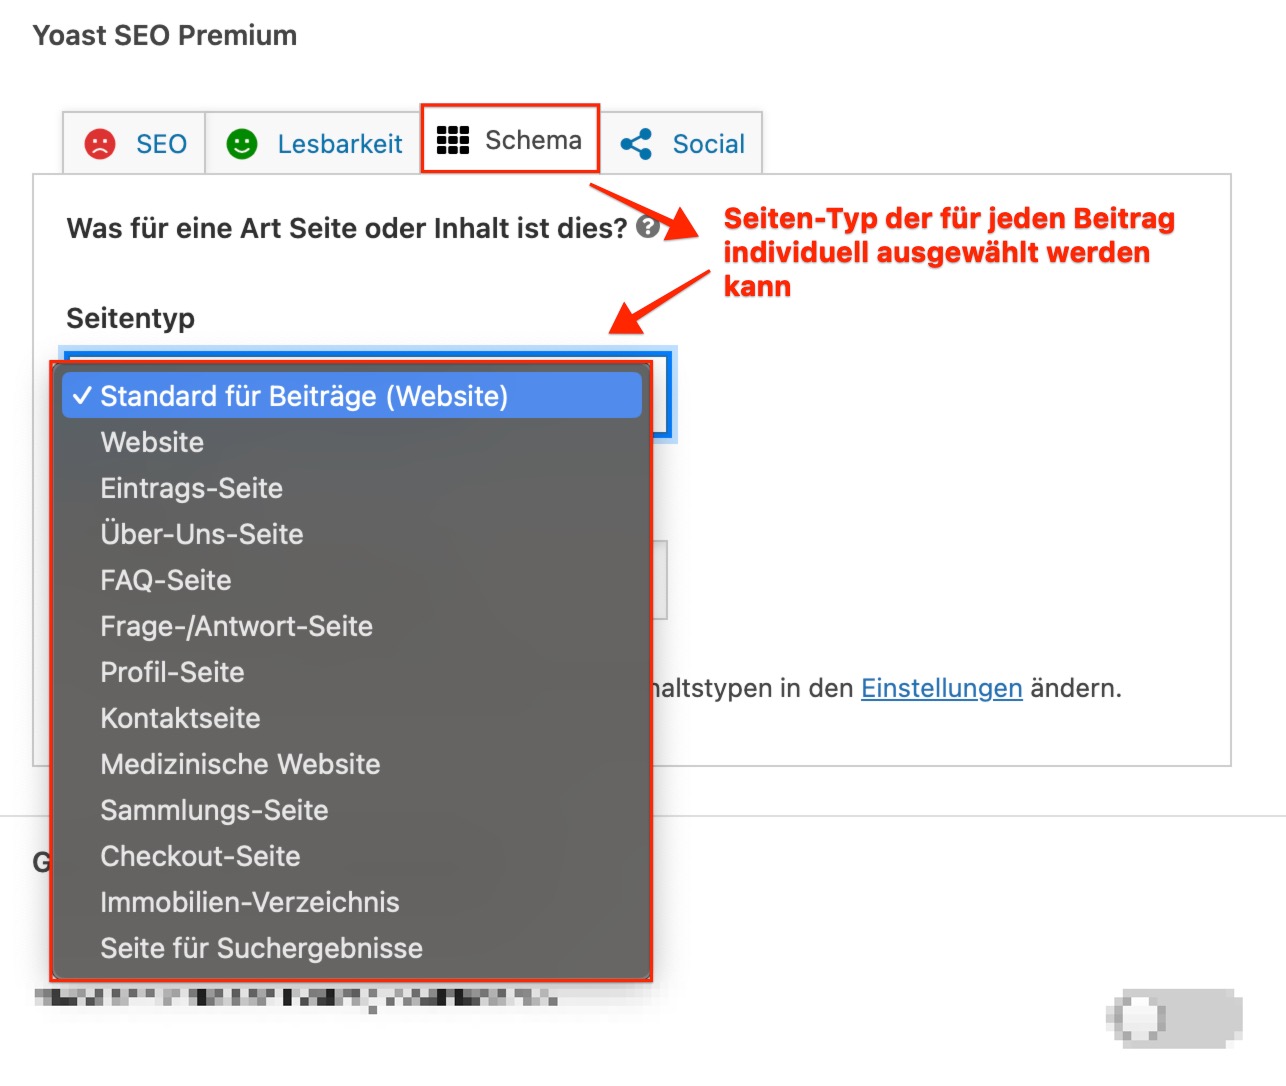 Yoast SEO Premium
SEO
Lesbarkeit
Schema
Social
Was für eine Art Seite oder Inhalt ist dies? ?
Seiten-Typ der für jeden Beitrag
individuell ausgewählt werden
kann
Seitentyp
✓ Standard für Beiträge (Website)
Website
Eintrags-Seite
Über-Uns-Seite
FAQ-Seite
Frage-/Antwort-Seite
Profil-Seite
haltstypen in den Einstellungen ändern.
Kontaktseite
Medizinische Website
Sammlungs-Seite
Checkout-Seite
G
Immobilien-Verzeichnis
Seite für Suchergebnisse